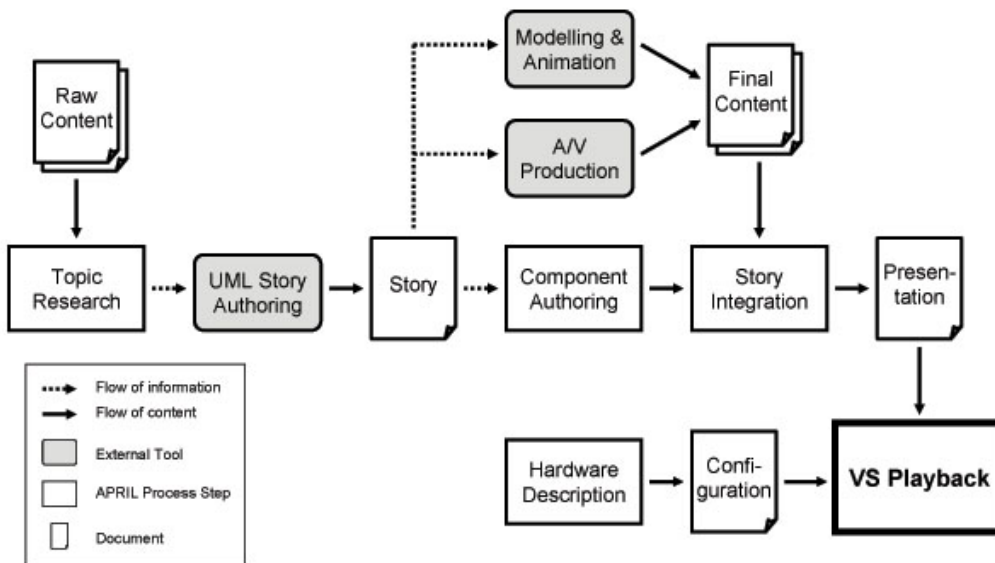 Modelling &
Animation
Final
Content
Raw
Content
A/V
Production
Topic
Research
UML Story
Authoring
Story
Component
Authoring
Story
Integration
Presen-
tation
Flow of information
Flow of content
External Tool
APRIL Process Step
Document
Hardware
Description
Confi-
guration
VS Playback